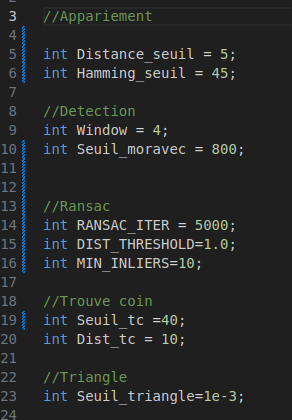 3 //Appariement
4
5 int Distance_seuil = 5;
6 int Hamming_seuil = 45;
7
8 //Detection
9 int Window = 4;
10 int Seuil_moravec = 800;
11
12
13 //Ransac
14 int RANSAC_ITER = 5000;
15 int DIST_THRESHOLD=1.0;
16 int MIN_INLIERS=10;
17
18 //Trouve coin
19 int Seuil_tc =40;
20 int Dist_tc = 10;
21
22 //Triangle
23 int Seuil_triangle=1e-3;
24